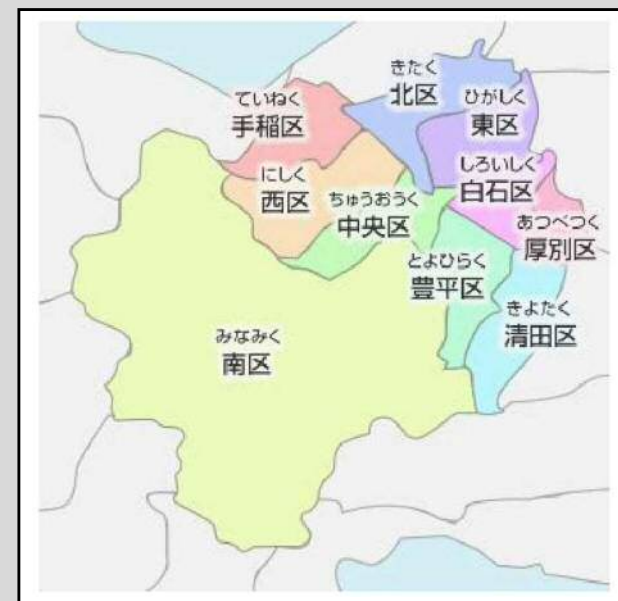 きたく
北区
ていねく
手稲区
ひがしく
東区
にしく
西区
しろいしく
白石区
ちゅうおうく
中央区
あつべつく
厚別区
とよひらく
豊平区
きよたく
清田区
みなみく
南区